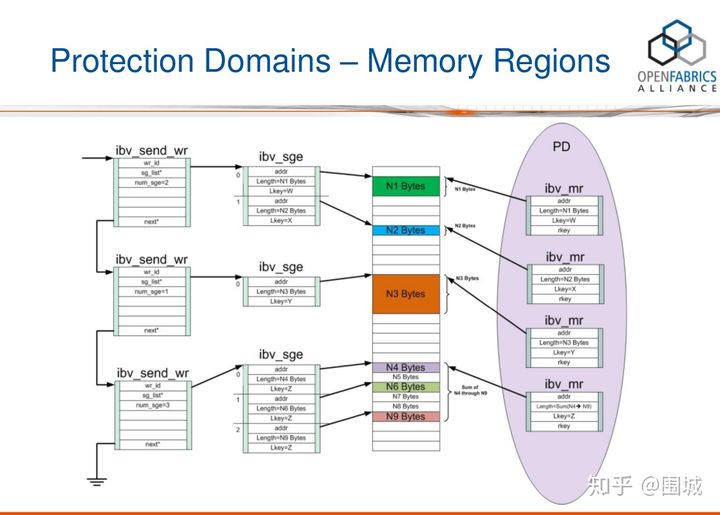 Protection Domains – Memory Regions
OPENFABRICS
ALLIANCE
ibv_send_wr
wr_id
sg_list*
num_sge=2
next*
ibv_sge
0
addr
Length=N1 Bytes
Lkey=W
1
addr
Length=N2 Bytes
Lkey=X
ibv_send_wr
wr_id
sg_list*
num_sge=1
next*
ibv_sge
0
addr
Length=N3 Bytes
Lkey=Y
ibv_send_wr
wr_id
sg_list*
num_sge=3
next*
ibv_sge
0
addr
Length=N4 Bytes
Lkey=Z
1
addr
Length=N6 Bytes
Lkey=Z
2
addr
Length=N9 Bytes
Lkey=Z
N1 Bytes
N1 Bytes
N2 Bytes
N2 Bytes
N3 Bytes
N3 Bytes
N4 Bytes
N5 Bytes
N6 Bytes
N7 Bytes
N8 Bytes
N9 Bytes
Sum of
N4 through N9
PD
ibv_mr
addr
Length=N1 Bytes
Lkey=W
rkey
ibv_mr
addr
Length=N2 Bytes
Lkey=X
rkey
ibv_mr
addr
Length=N3 Bytes
Lkey=Y
rkey
ibv_mr
addr
Length=Sum(N4➔ N9)
Lkey=Z
rkey
知乎 @围城